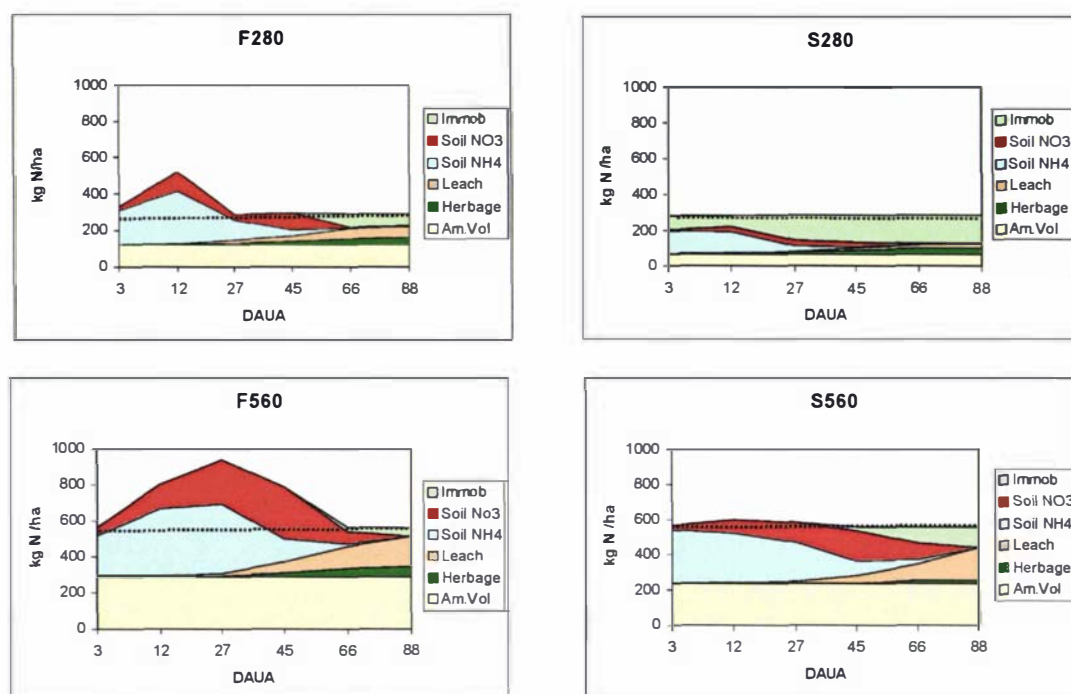 F280
1000
800
600
400
200
0
kg N/ha
3 12 27 45 66 88
DAUA
Immob
Soil NO3
Soil NH4
Leach
Herbage
Am.Vol
S280
1000
800
600
400
200
0
kg N/ha
3 12 27 45 66 88
DAUA
Immob
Soil NO3
Soil NH4
Leach
Herbage
Am.Vol
F560
1000
800
600
400
200
0
kg N/ha
3 12 27 45 66 88
DAUA
Immob
Soil No3
Soil NH4
Leach
Herbage
Am.Vol
S560
1000
800
600
400
200
0
kg N/ha
3 12 27 45 66 88
DAUA
Immob
Soil NO3
Soil NH4
Leach
Herbage
Am.Vol